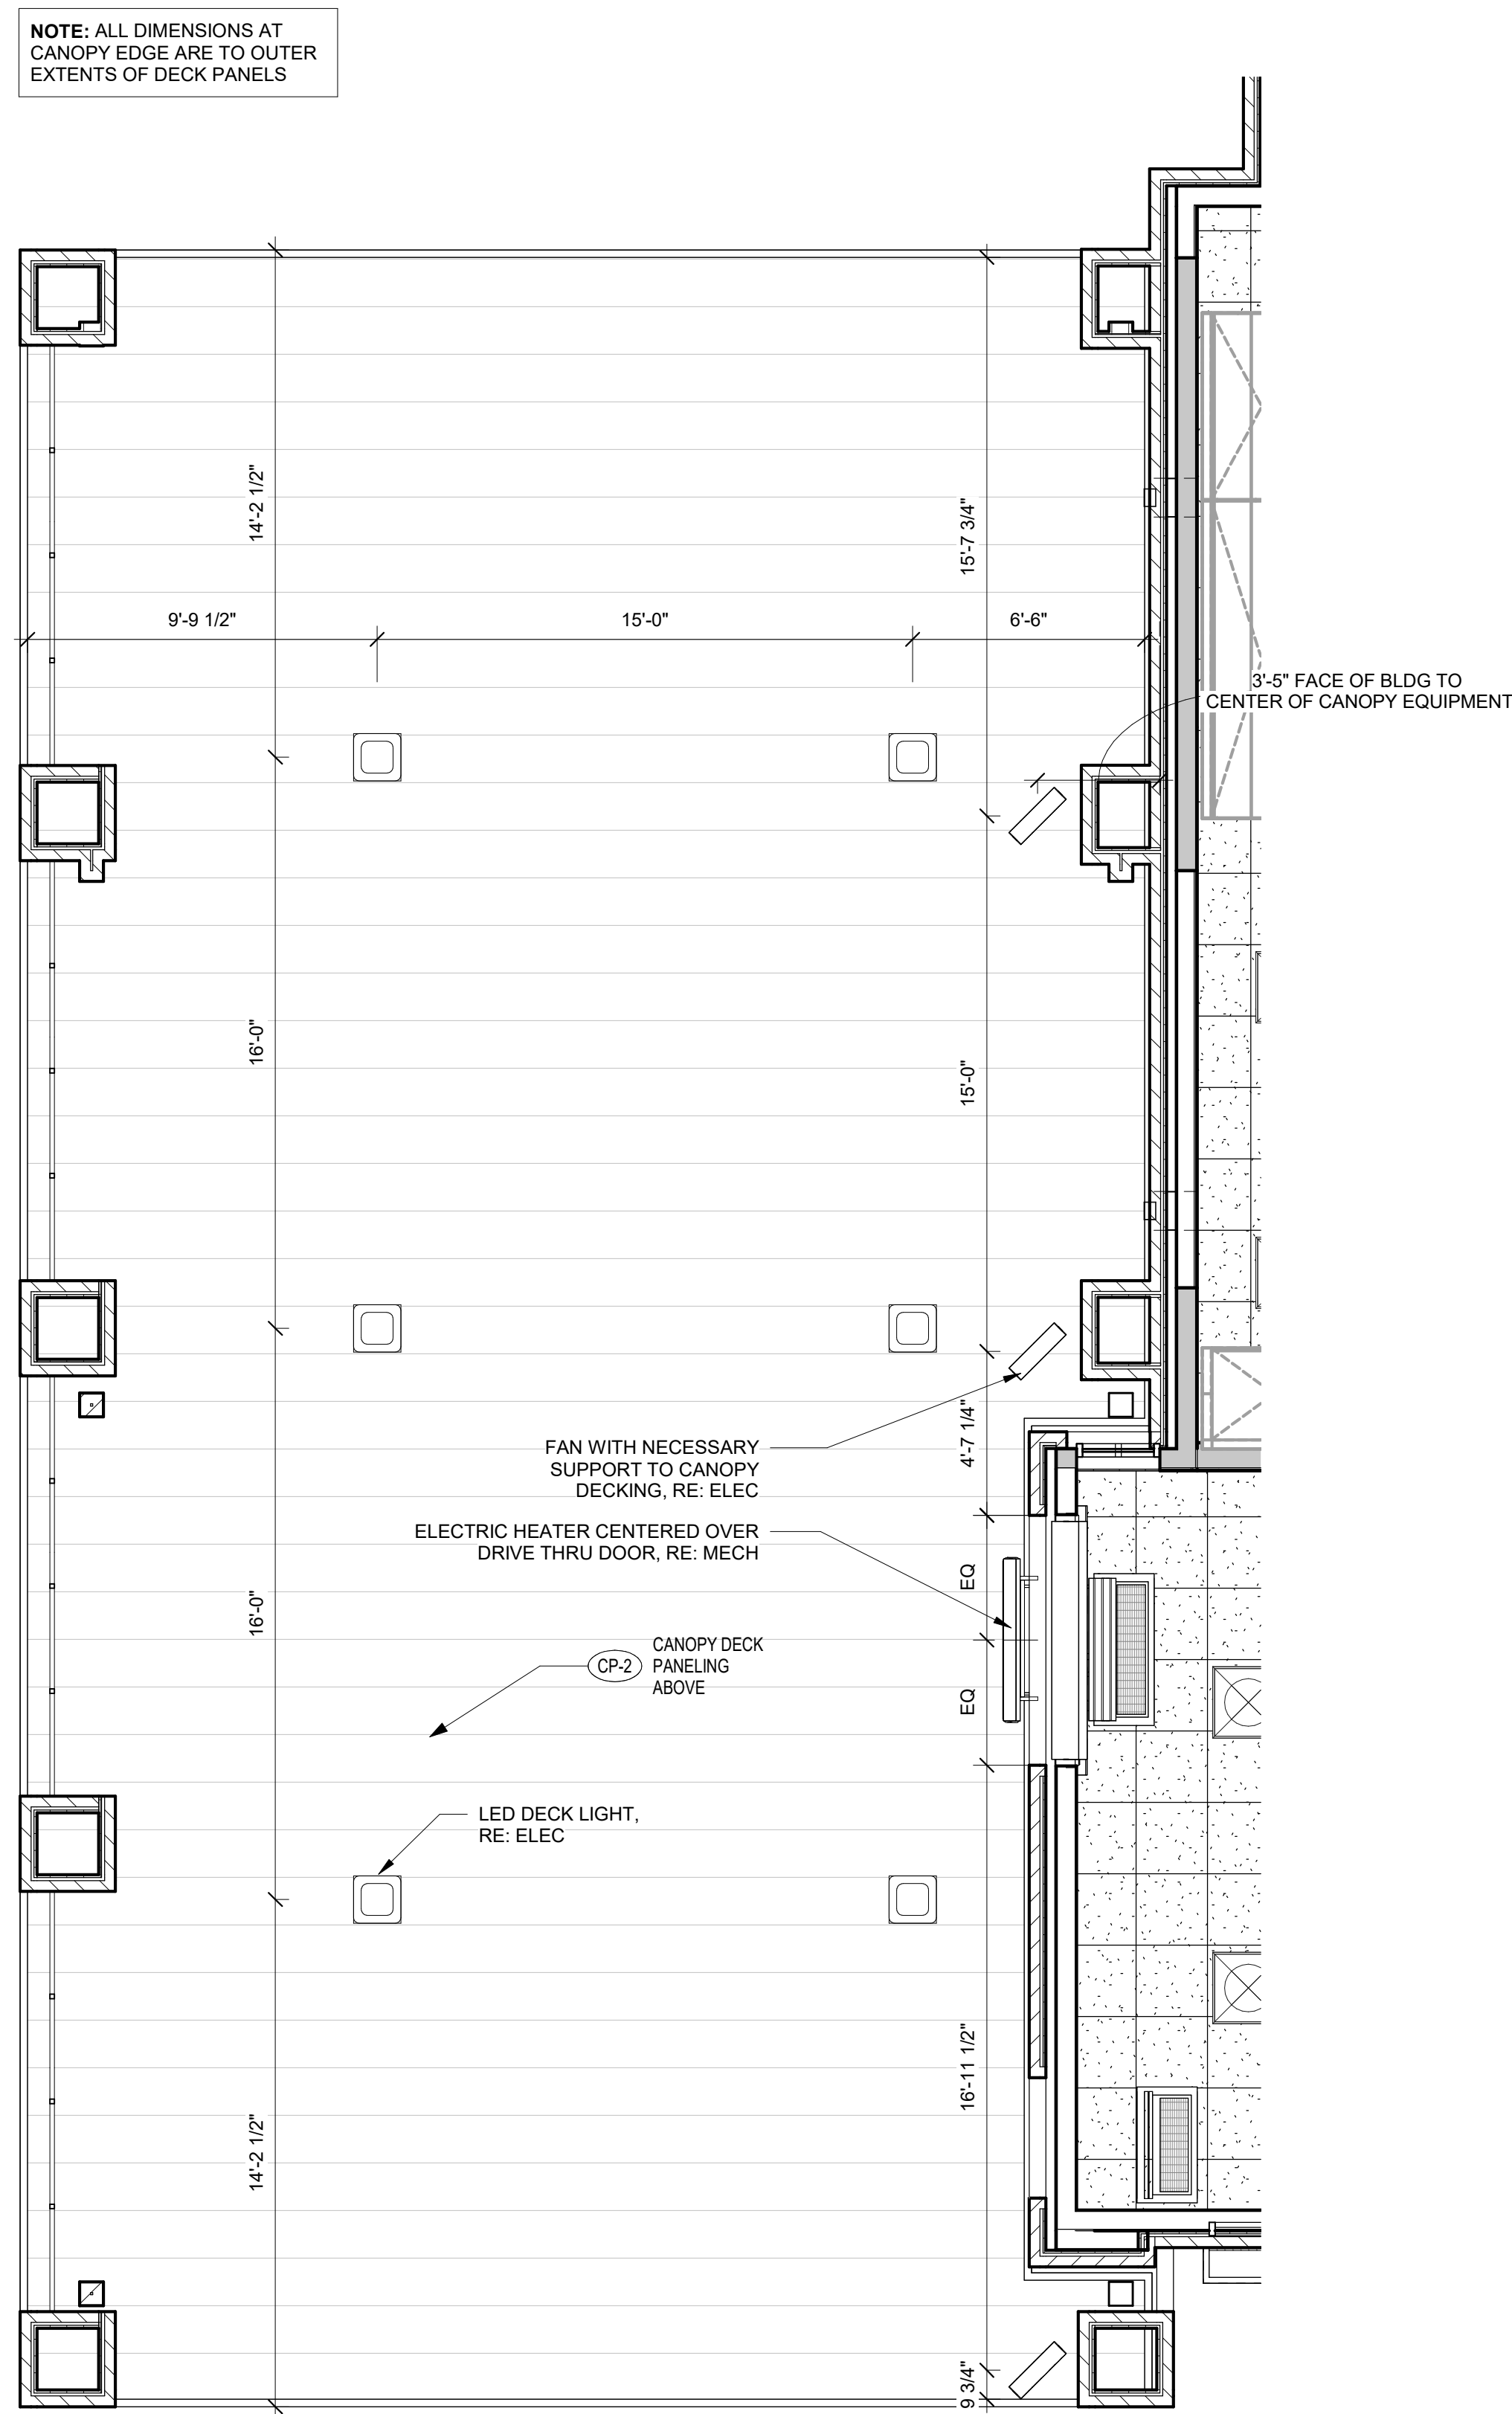 NOTE: ALL DIMENSIONS AT
CANOPY EDGE ARE TO OUTER
EXTENTS OF DECK PANELS
14'-2 1/2"
15'-7 3/4"
9'-9 1/2"
15'-0"
6'-6"
3'-5" FACE OF BLDG TO
CENTER OF CANOPY EQUIPMENT
16'-0"
15'-0"
4'-7 1/4"
FAN WITH NECESSARY
SUPPORT TO CANOPY
DECKING, RE: ELEC
ELECTRIC HEATER CENTERED OVER
DRIVE THRU DOOR, RE: MECH
EQ
16'-0"
CP-2
CANOPY DECK
PANELING
ABOVE
EQ
LED DECK LIGHT,
RE: ELEC
16'-11 1/2"
14'-2 1/2"
9 3/4"